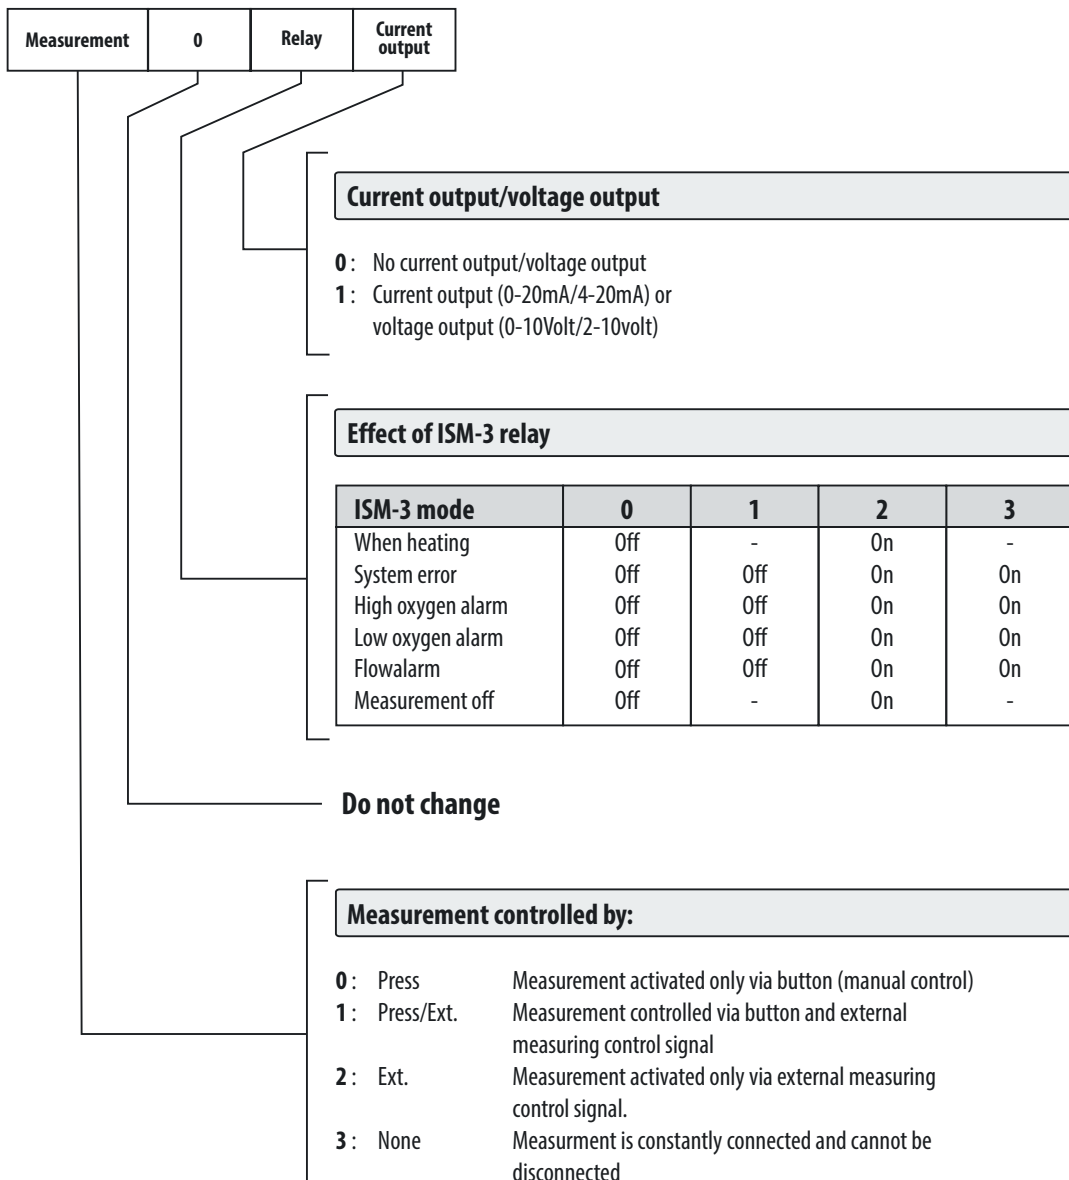 Measurement 0 Relay Current output
Current output/voltage output
0 : No current output/voltage output
1 : Current output (0-20mA/4-20mA) or
voltage output (0-10Volt/2-10volt)
Effect of ISM-3 relay
ISM-3 mode 0 1 2 3
When heating Off - On -
System error Off Off On On
High oxygen alarm Off Off On On
Low oxygen alarm Off Off On On
Flowalarm Off Off On On
Measurement off Off - On -
Do not change
Measurement controlled by:
0 : Press Measurement activated only via button (manual control)
1 : Press/Ext. Measurement controlled via button and external
measuring control signal
2 : Ext. Measurement activated only via external measuring
control signal.
3 : None Measurment is constantly connected and cannot be
disconnected